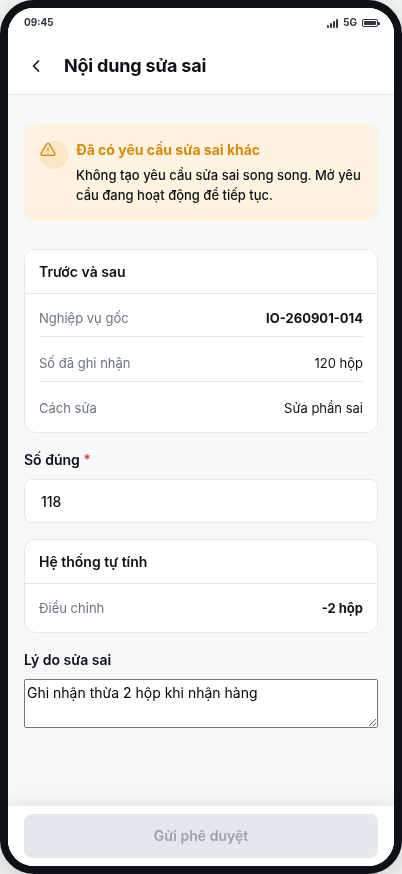 09:45
5G
Nội dung sửa sai
Đã có yêu cầu sửa sai khác
Không tạo yêu cầu sửa sai song song. Mở yêu
cầu đang hoạt động để tiếp tục.
Trước và sau
Nghiệp vụ gốc IO-260901-014
Số đã ghi nhận 120 hộp
Cách sửa Sửa phần sai
Số đúng *
118
Hệ thống tự tính
Điều chỉnh -2 hộp
Lý do sửa sai
Ghi nhận thừa 2 hộp khi nhận hàng
Gửi phê duyệt